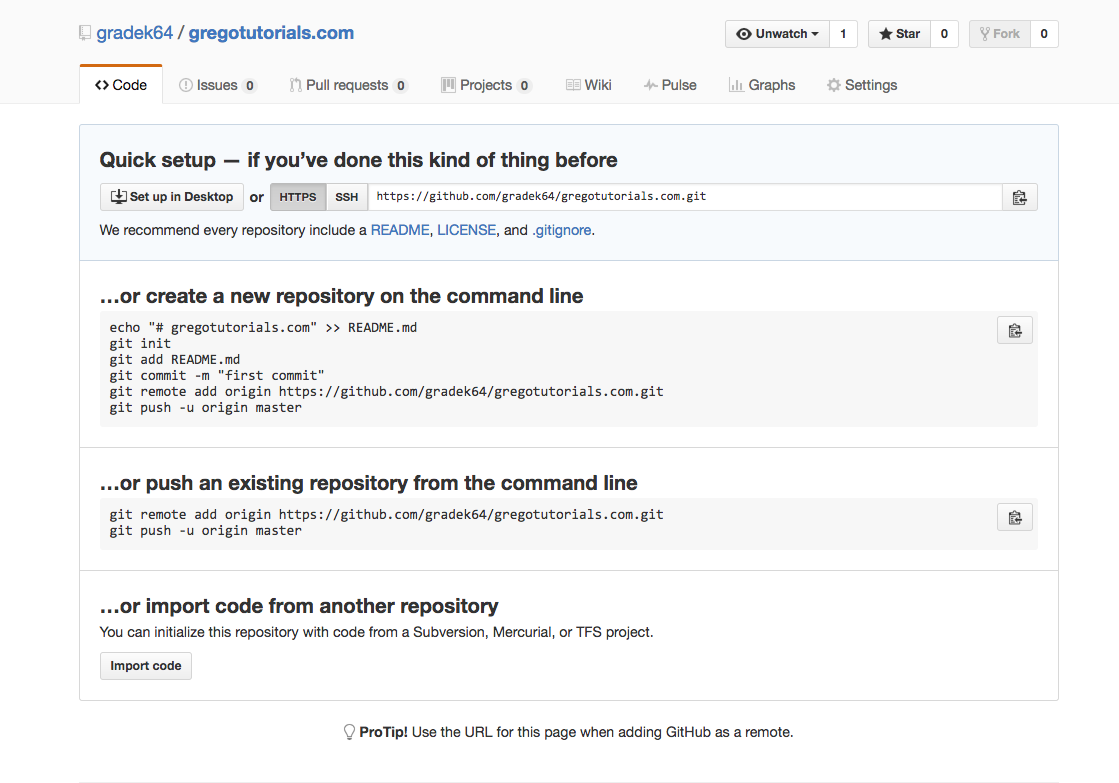 gradek64 / gregotutorials.com
Unwatch 1 Star 0 Fork 0
Code Issues 0 Pull requests 0 Projects 0 Wiki Pulse Graphs Settings
Quick setup — if you’ve done this kind of thing before
Set up in Desktop or HTTPS SSH https://github.com/gradek64/gregotutorials.com.git
We recommend every repository include a README, LICENSE, and .gitignore.
…or create a new repository on the command line
echo "# gregotutorials.com" >> README.md
git init
git add README.md
git commit -m "first commit"
git remote add origin https://github.com/gradek64/gregotutorials.com.git
git push -u origin master
…or push an existing repository from the command line
git remote add origin https://github.com/gradek64/gregotutorials.com.git
git push -u origin master
…or import code from another repository
You can initialize this repository with code from a Subversion, Mercurial, or TFS project.
Import code
ProTip! Use the URL for this page when adding GitHub as a remote.